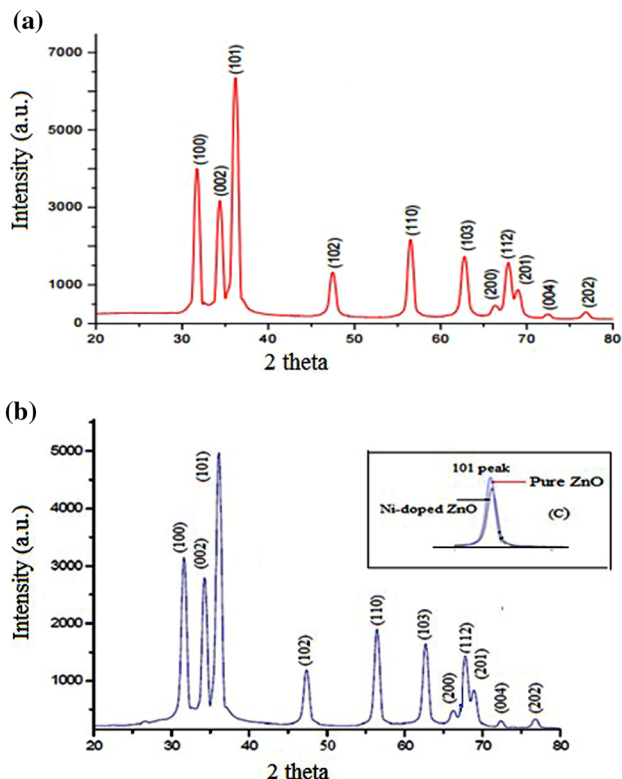 (a)
Intensity (a.u.)
7000
5000
3000
1000
0
(100)
(002)
(101)
(102)
(110)
(103)
(200)
(112)
(201)
(004)
(202)
20 30 40 50 60 70 80
2 theta
(b)
Intensity (a.u.)
5000
4000
3000
2000
1000
(100)
(002)
(101)
(102)
(110)
(103)
(200)
(112)
(201)
(004)
(202)
101 peak
Pure ZnO
Ni-doped ZnO
(C)
20 30 40 50 60 70 80
2 theta